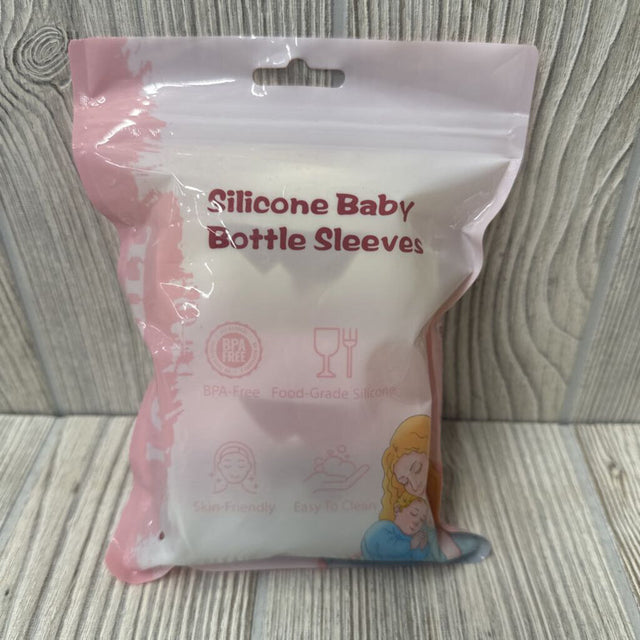 Silicone Baby
Bottle Sleeves
BPA
FREE
BPA-Free Food-Grade Silicone
Skin-Friendly Easy To Clean